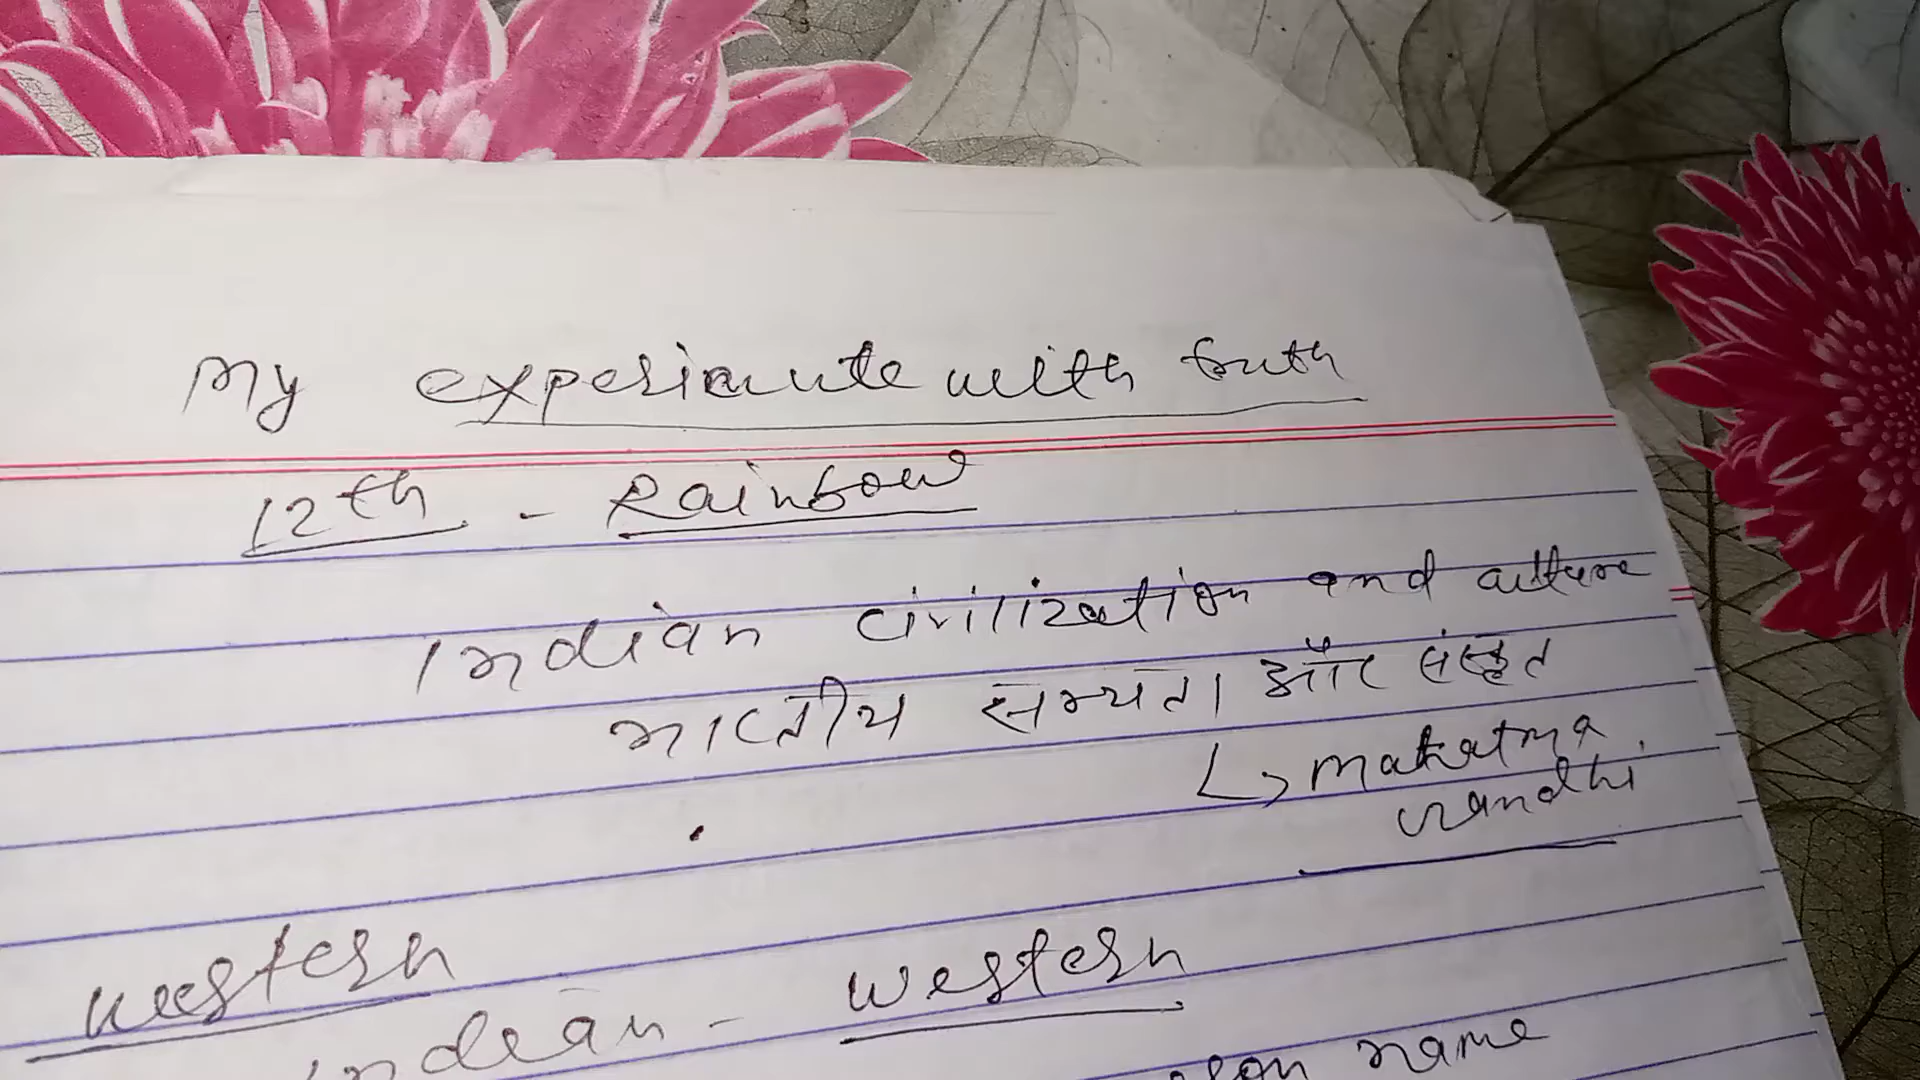 My experiments with truth
12th - Rainbow
Indian civilization and culture
भारतीय सभ्यता और संस्कृत
↳ Mahatma
Gandhi
western
Indian - western
name